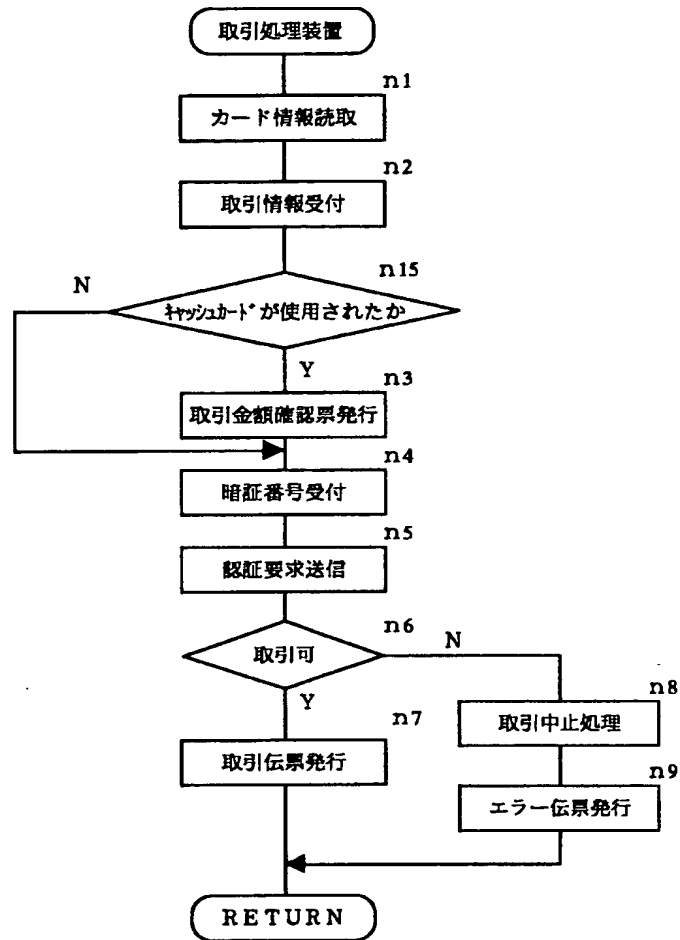 取引処理装置
n1
カード情報読取
n2
取引情報受付
n15
N
ｷｬｯｼｭｶｰﾄﾞが使用されたか
Y
n3
取引金額確認票発行
n4
暗証番号受付
n5
認証要求送信
n6
N
取引可
Y
n8
取引中止処理
n7
取引伝票発行
n9
エラー伝票発行
RETURN